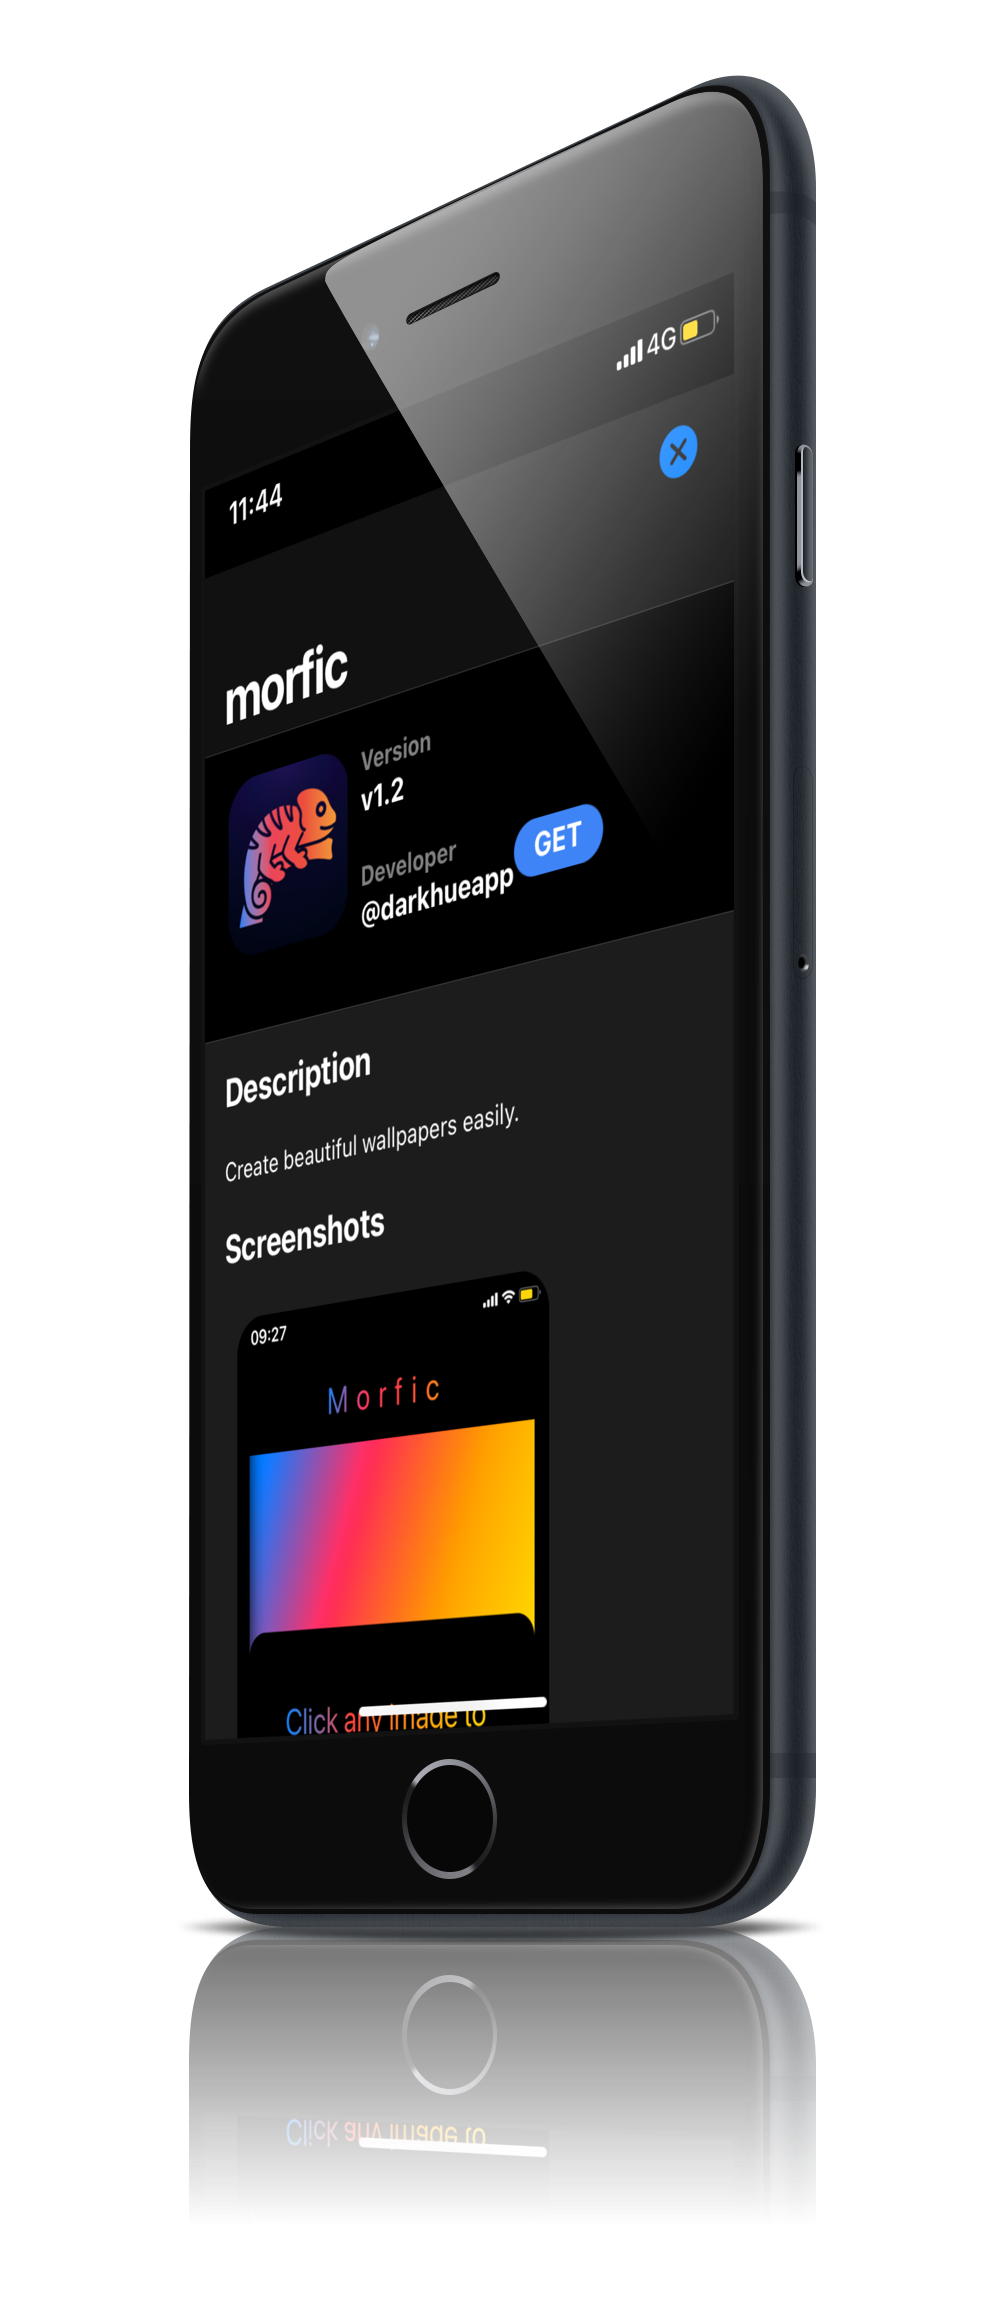 11:44
4G
morfic
Version
v1.2
Developer
@darkhueapp
GET
Description
Create beautiful wallpapers easily.
Screenshots
09:27
Morfic
Click any image to